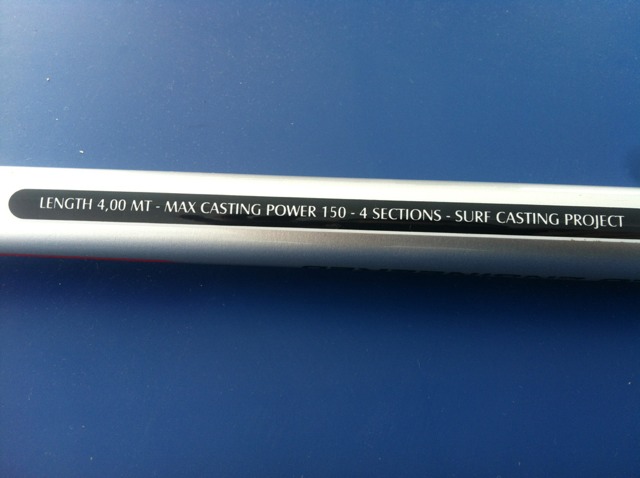 LENGTH 4,00 MT - MAX CASTING POWER 150 - 4 SECTIONS - SURF CASTING PROJECT